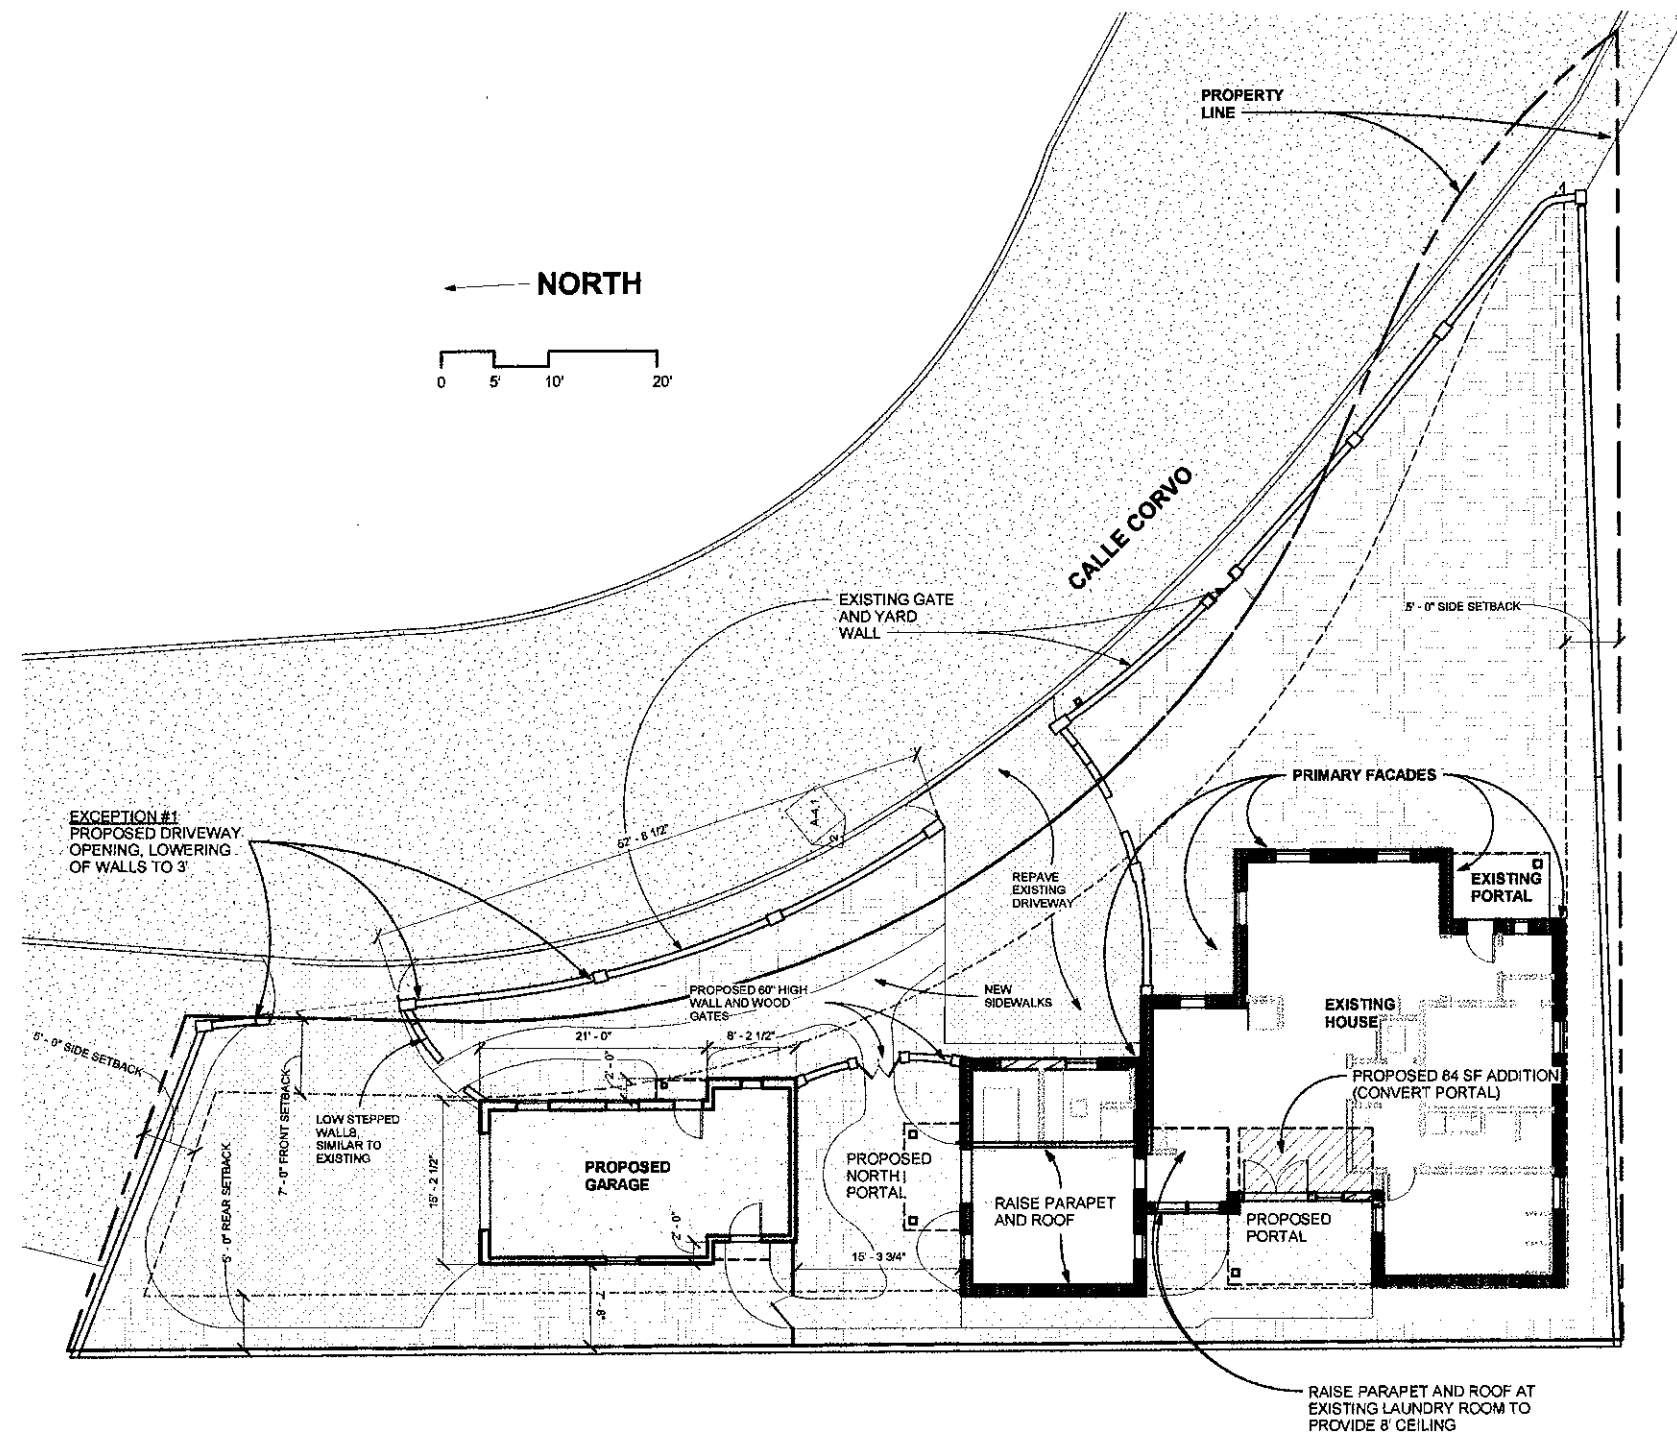 PROPERTY
LINE
NORTH
0 5' 10' 20'
CALLE CORVO
EXISTING GATE
AND YARD
WALL
5' - 0" SIDE SETBACK
PRIMARY FACADES
EXCEPTION #1
PROPOSED DRIVEWAY
OPENING, LOWERING
OF WALLS TO 3'
62' - 8 1/2"
A-4.1
2
REPAVE
EXISTING
DRIVEWAY
EXISTING
PORTAL
PROPOSED 60" HIGH
WALL AND WOOD
GATES
NEW
SIDEWALKS
EXISTING
HOUSE
5' - 0" SIDE SETBACK
21' - 0"
8' - 2 1/2"
2' - 0"
7' - 0" FRONT SETBACK
PROPOSED 84 SF ADDITION
(CONVERT PORTAL)
LOW STEPPED
WALLS,
SIMILAR TO
EXISTING
5' - 0" REAR SETBACK
15' - 2 1/2"
PROPOSED
GARAGE
PROPOSED
NORTH
PORTAL
RAISE PARAPET
AND ROOF
PROPOSED
PORTAL
2' - 0"
15' - 3 3/4"
RAISE PARAPET AND ROOF AT
EXISTING LAUNDRY ROOM TO
PROVIDE 8' CEILING